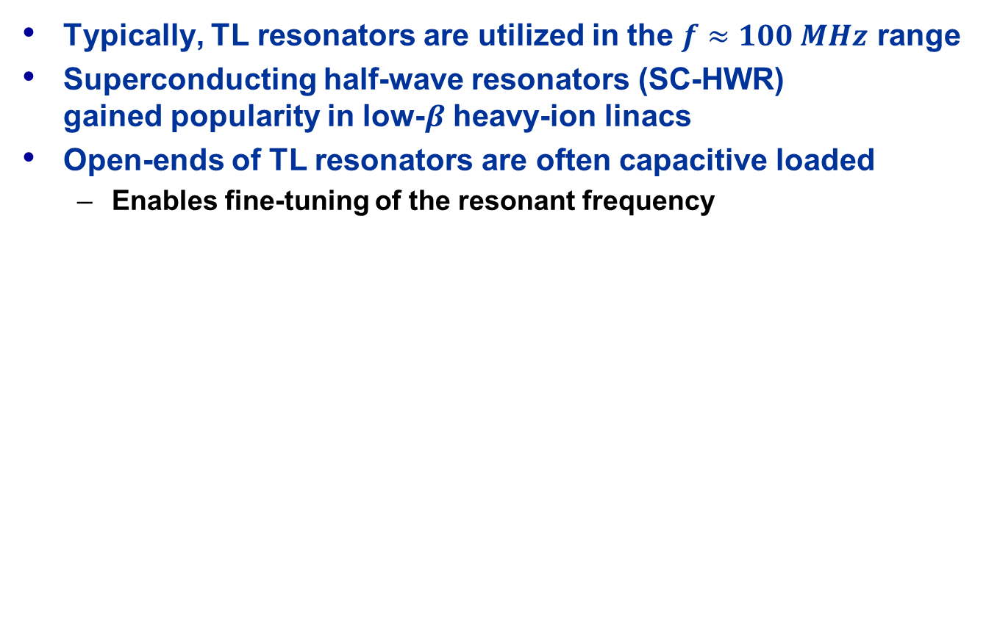 • Typically, TL resonators are utilized in the f ≈ 100 MHz range
• Superconducting half-wave resonators (SC-HWR)
gained popularity in low-β heavy-ion linacs
• Open-ends of TL resonators are often capacitive loaded
– Enables fine-tuning of the resonant frequency